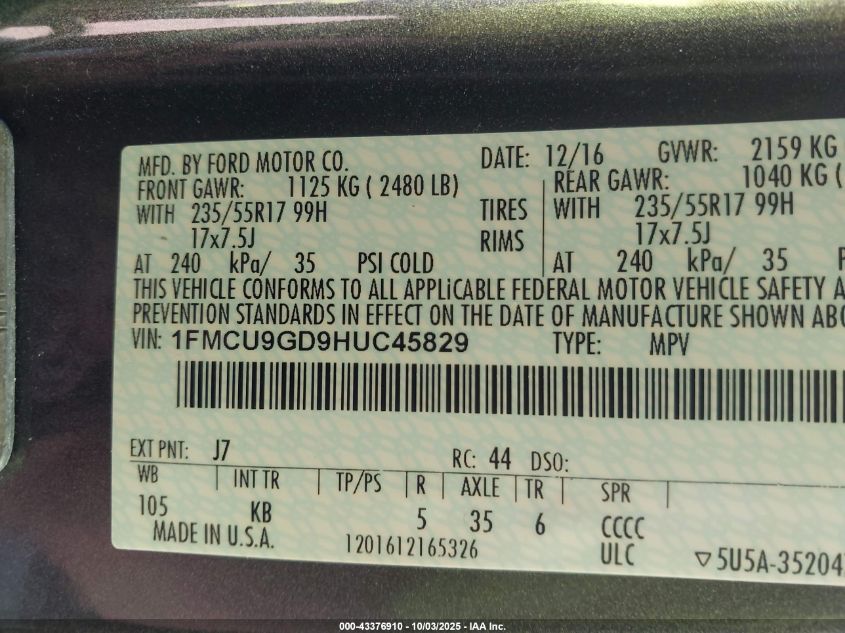 MFD. BY FORD MOTOR CO. DATE: 12/16 GVWR: 2159 KG
FRONT GAWR: 1125 KG ( 2480 LB) REAR GAWR: 1040 KG (
WITH 235/55R17 99H TIRES WITH 235/55R17 99H
17x7.5J RIMS 17x7.5J
AT 240 kPa/ 35 PSI COLD AT 240 kPa/ 35
THIS VEHICLE CONFORMS TO ALL APPLiCABLE FEDERAL MOTOR VEHICLE SAFETY
PREVENTION STANDARDS IN EFFECT ON THE DATE OF MANUFACTURE SHOWN ABO
VIN: 1FMCU9GD9HUC45829 TYPE: MPV
EXT PNT: J7 RC: 44 DSO:
WB | INT TR | TP/PS | R | AXLE | TR | SPR
105 KB 5 35 6 CCCC
MADE IN U.S.A. 1201612165326 ULC ▽5U5A-35204
000-43376910 - 10/03/2025 - IAA Inc.